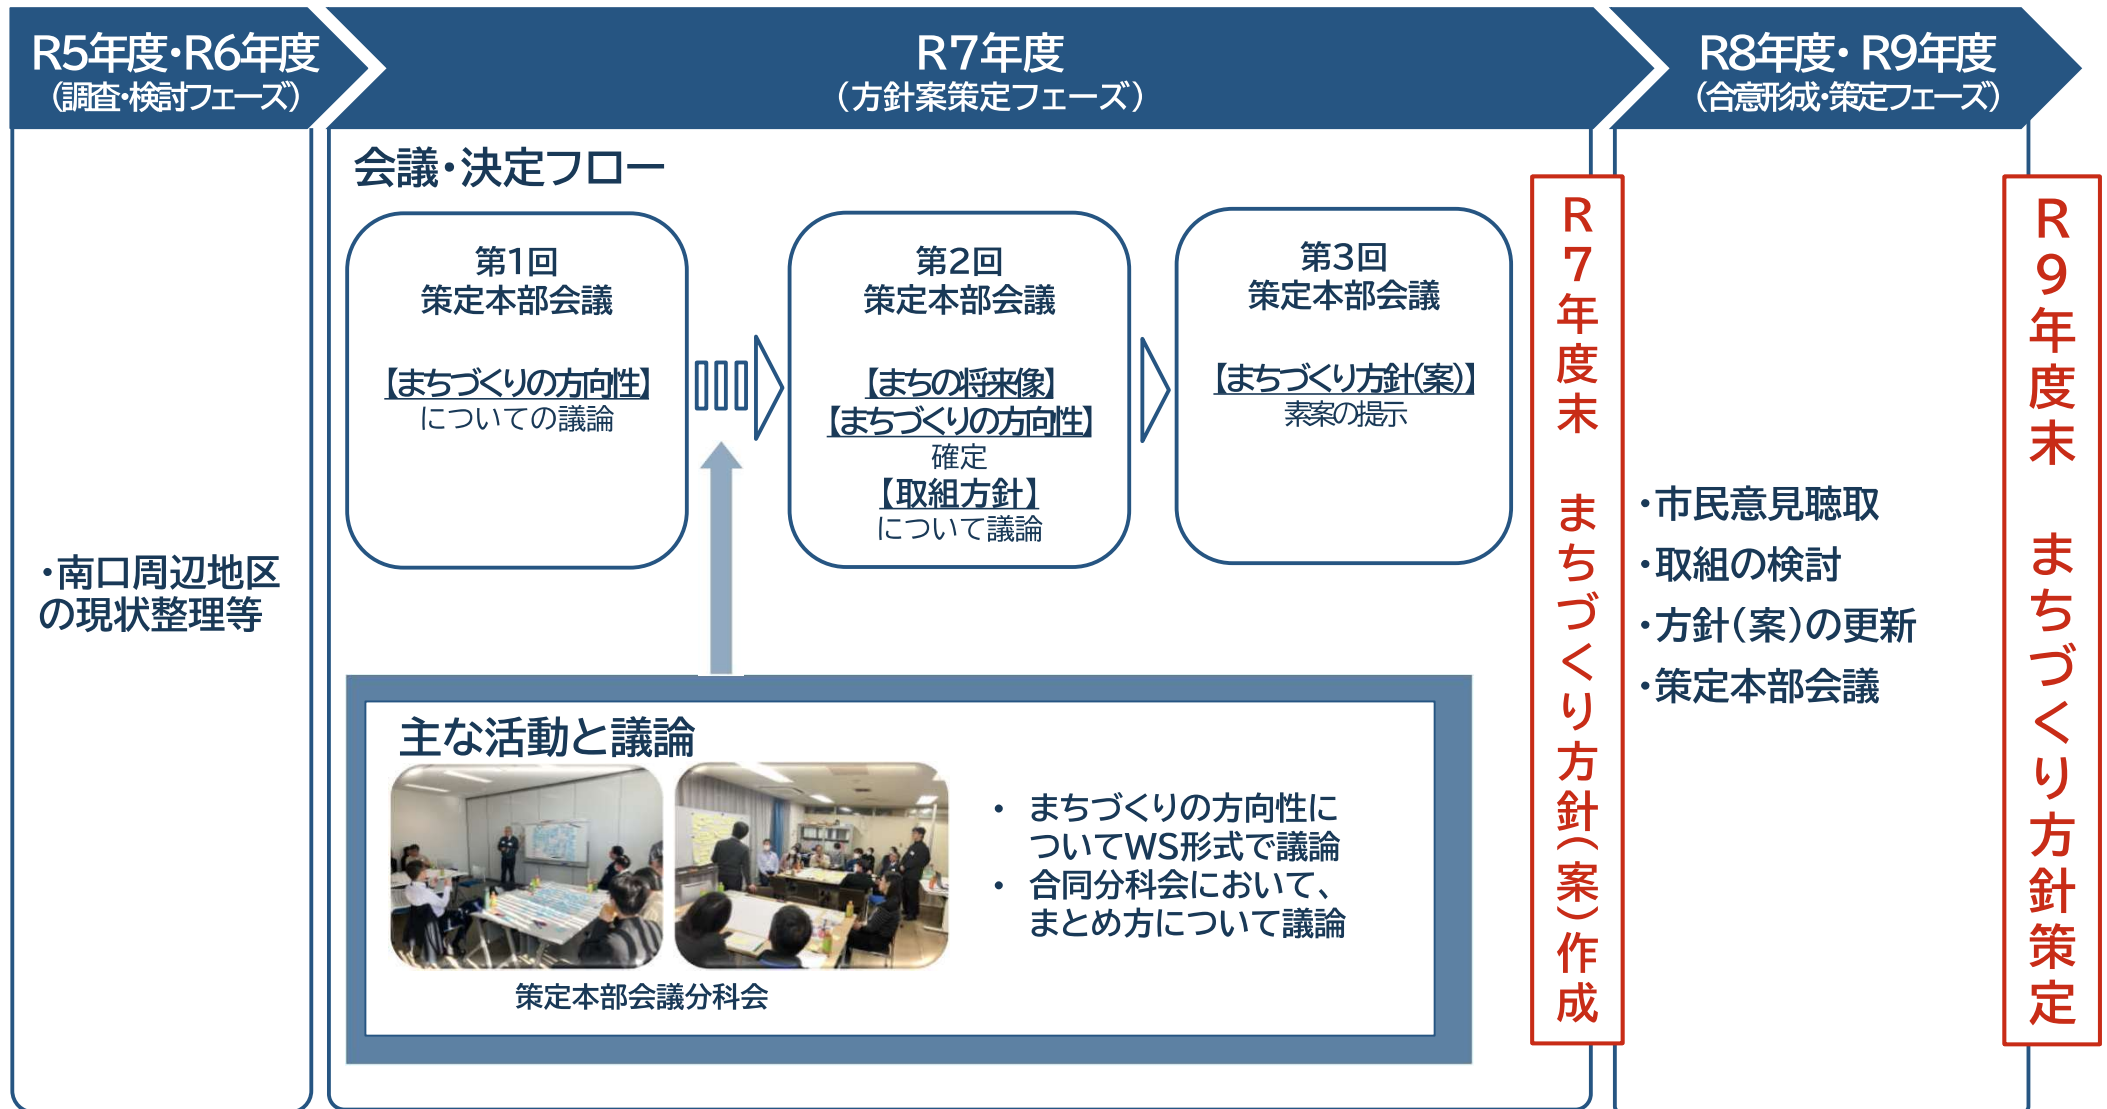 R5年度・R6年度
（調査・検討フェーズ）
R7年度
（方針案策定フェーズ）
R8年度・R9年度
（合意形成・策定フェーズ）
・南口周辺地区
の現状整理等
会議・決定フロー
第1回
策定本部会議
【まちづくりの方向性】
についての議論
第2回
策定本部会議
【まちの将来像】
【まちづくりの方向性】
確定
【取組方針】
について議論
第3回
策定本部会議
【まちづくり方針(案)】
素案の提示
主な活動と議論
策定本部会議分科会
・ まちづくりの方向性に
ついてWS形式で議論
・ 合同分科会において、
まとめ方について議論
R7年度末 まちづくり方針（案）作成
・市民意見聴取
・取組の検討
・方針（案）の更新
・策定本部会議
R9年度末 まちづくり方針策定